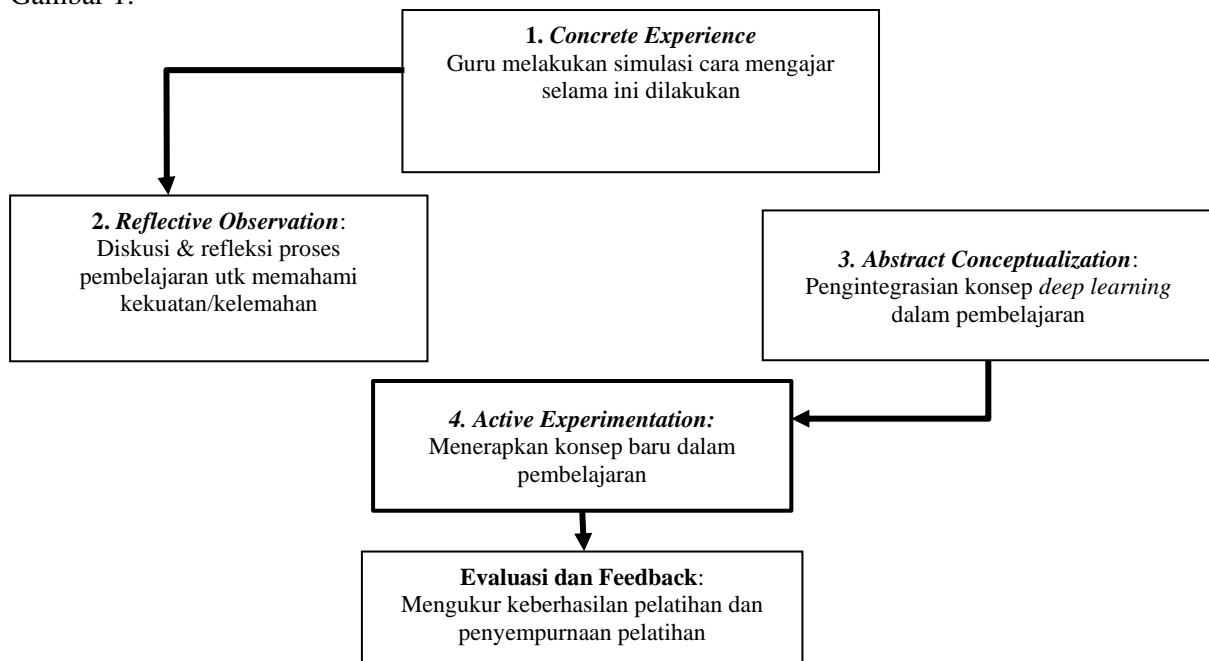 Gambar 1.
1. Concrete Experience
Guru melakukan simulasi cara mengajar
selama ini dilakukan
2. Reflective Observation:
Diskusi & refleksi proses
pembelajaran utk memahami
kekuatan/kelemahan
3. Abstract Conceptualization:
Pengintegrasian konsep deep learning
dalam pembelajaran
4. Active Experimentation:
Menerapkan konsep baru dalam
pembelajaran
Evaluasi dan Feedback:
Mengukur keberhasilan pelatihan dan
penyempurnaan pelatihan